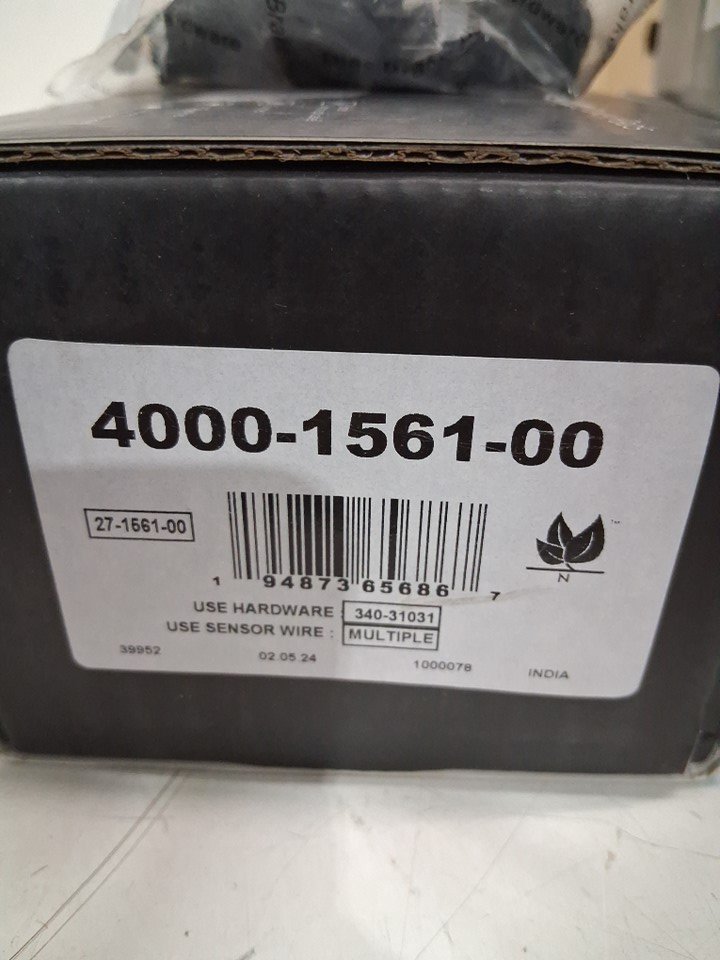 4000-1561-00
27-1561-00
1 94873 65686 7
™
N
USE HARDWARE : 340-31031
USE SENSOR WIRE : MULTIPLE
39952 02.05.24 1000078 INDIA